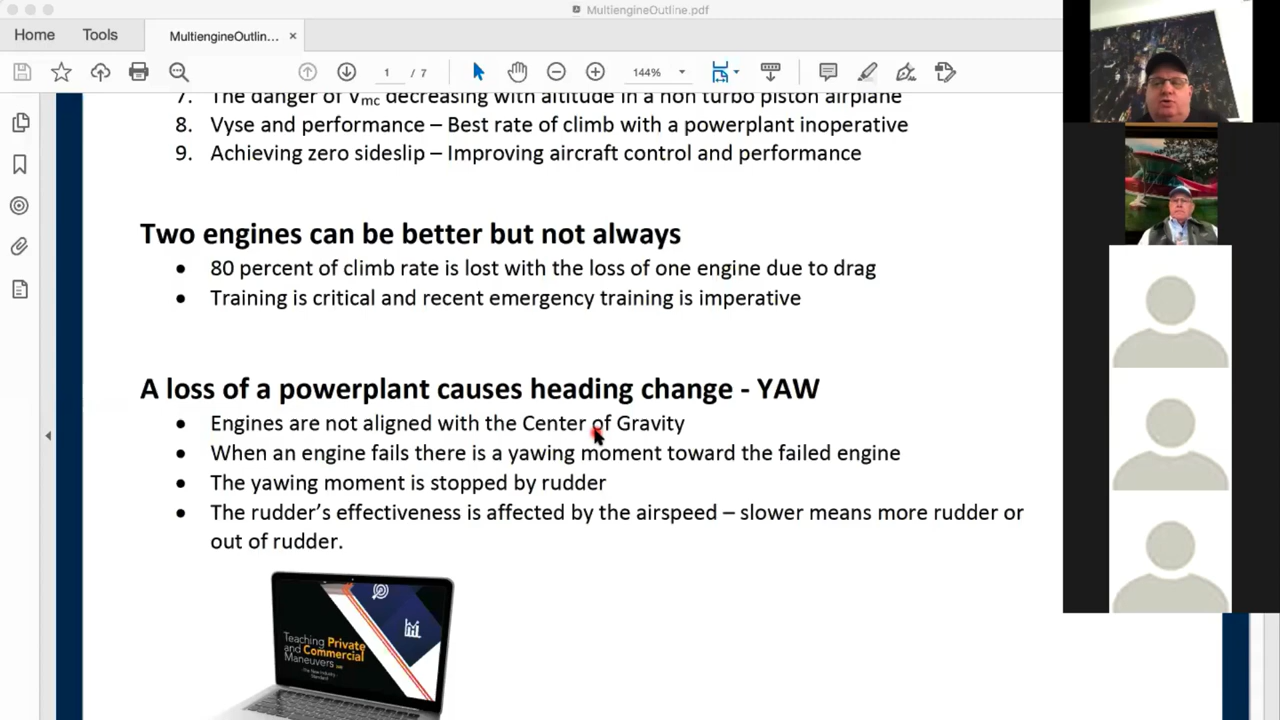 MultiengineOutline.pdf
Home
Tools
MultiengineOutlin...
1 / 7
144%
7. The danger of Vmc decreasing with altitude in a non turbo piston airplane
8. Vyse and performance – Best rate of climb with a powerplant inoperative
9. Achieving zero sideslip – Improving aircraft control and performance
Two engines can be better but not always
• 80 percent of climb rate is lost with the loss of one engine due to drag
• Training is critical and recent emergency training is imperative
A loss of a powerplant causes heading change - YAW
• Engines are not aligned with the Center of Gravity
• When an engine fails there is a yawing moment toward the failed engine
• The yawing moment is stopped by rudder
• The rudder's effectiveness is affected by the airspeed – slower means more rudder or
out of rudder.
Teaching Private
and Commercial
Maneuvers
The New Industry
Standard